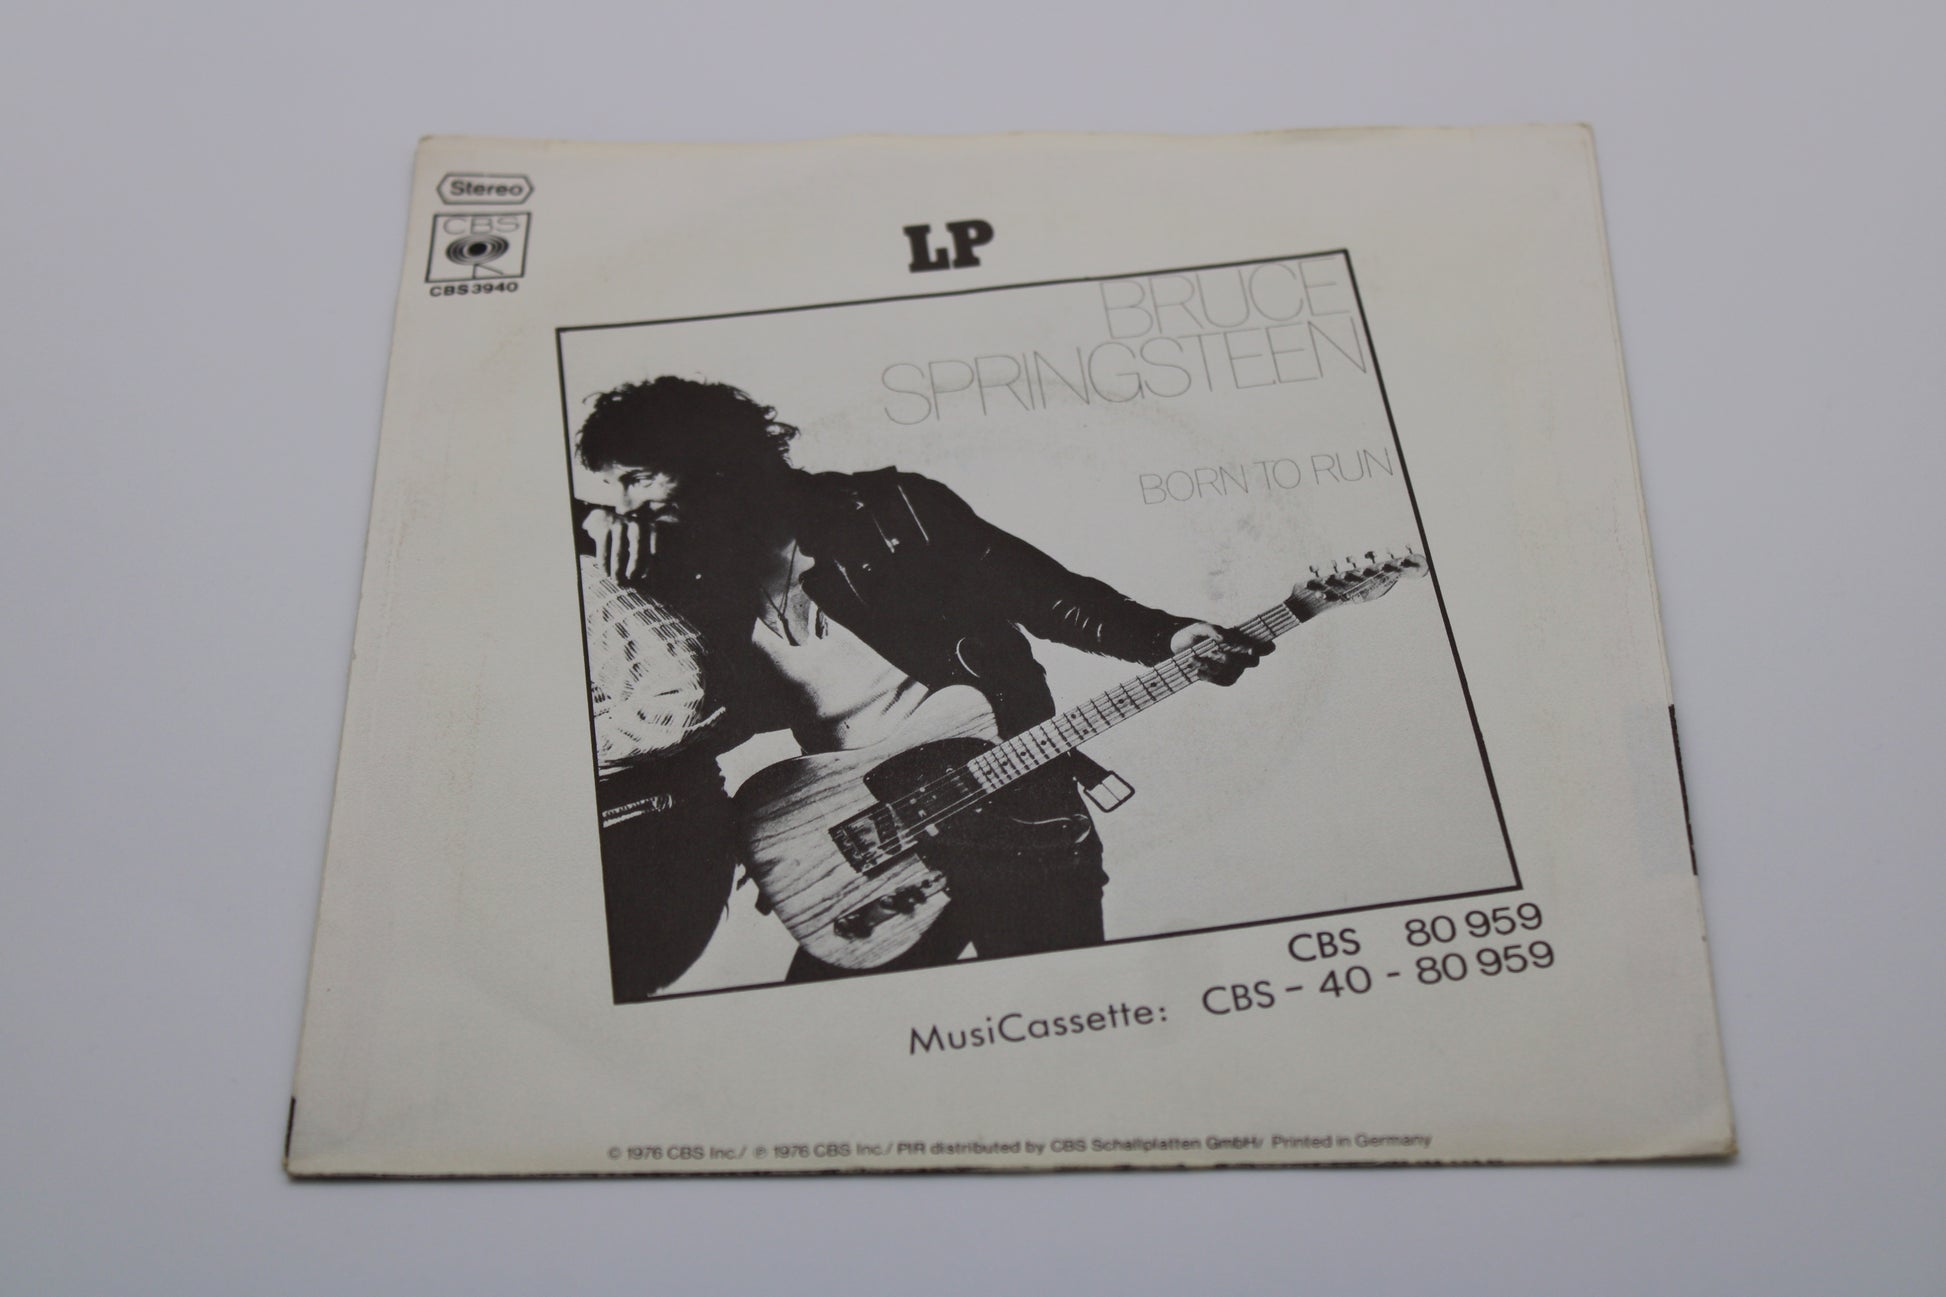 Stereo
CBS
CBS 3940
LP
BRUCE
SPRINGSTEEN
BORN TO RUN
CBS 80 959
MusiCassette: CBS - 40 - 80 959
© 1976 CBS Inc./ ℗ 1976 CBS Inc./ PIR distributed by CBS Schallplatten GmbH/ Printed in Germany